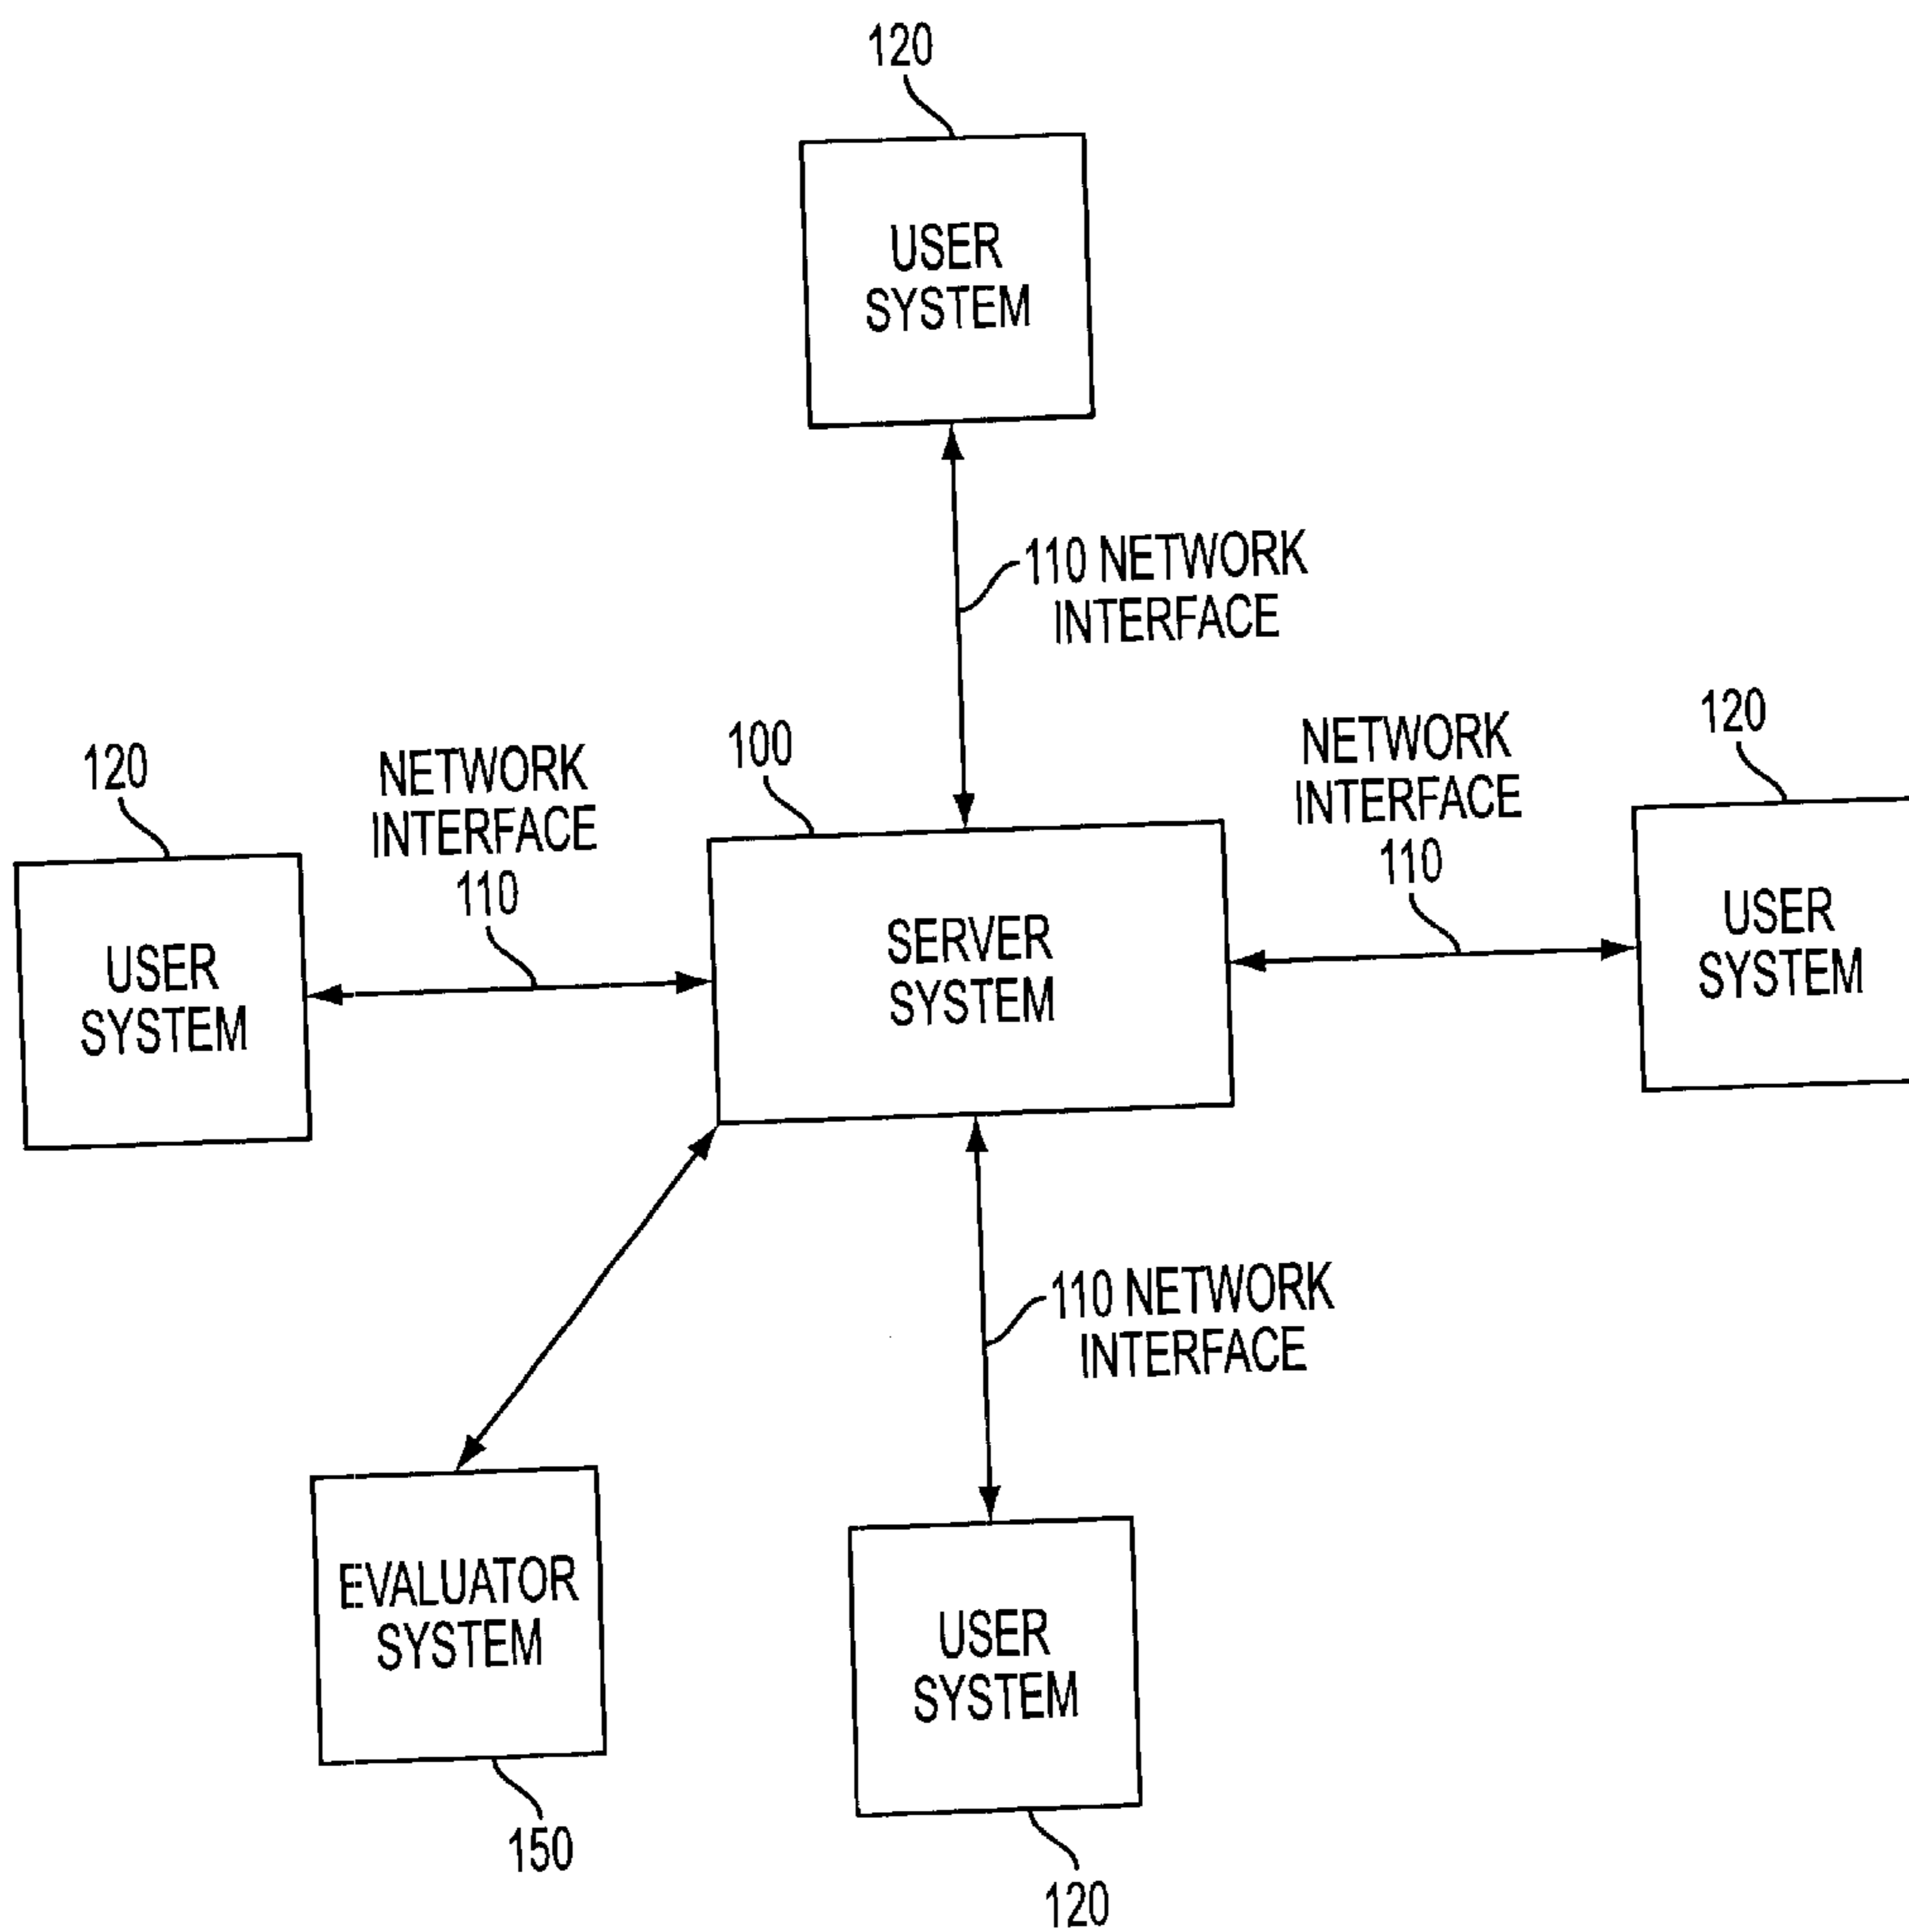 120
USER
SYSTEM
110 NETWORK
INTERFACE
120
NETWORK
INTERFACE
110
100
NETWORK
INTERFACE
110
120
USER
SYSTEM
SERVER
SYSTEM
USER
SYSTEM
110 NETWORK
INTERFACE
EVALUATOR
SYSTEM
150
USER
SYSTEM
120